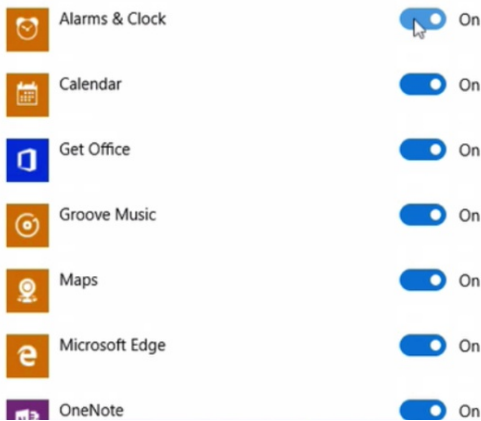 Alarms & Clock On
Calendar On
Get Office On
Groove Music On
Maps On
Microsoft Edge On
OneNote On